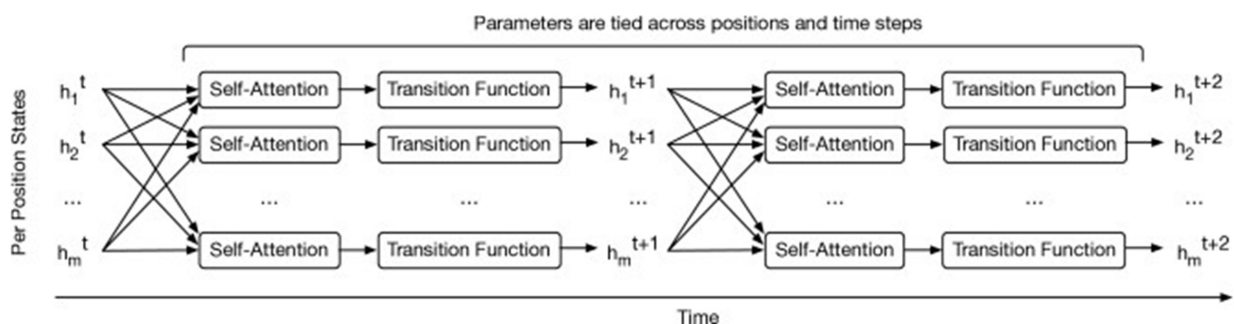 Parameters are tied across positions and time steps
h₁ᵗ Self-Attention Transition Function h₁ᵗ⁺¹ Self-Attention Transition Function h₁ᵗ⁺²
h₂ᵗ Self-Attention Transition Function h₂ᵗ⁺¹ Self-Attention Transition Function h₂ᵗ⁺²
... ... ... ... ... ... ...
hₘᵗ Self-Attention Transition Function hₘᵗ⁺¹ Self-Attention Transition Function hₘᵗ⁺²
Per Position States
Time